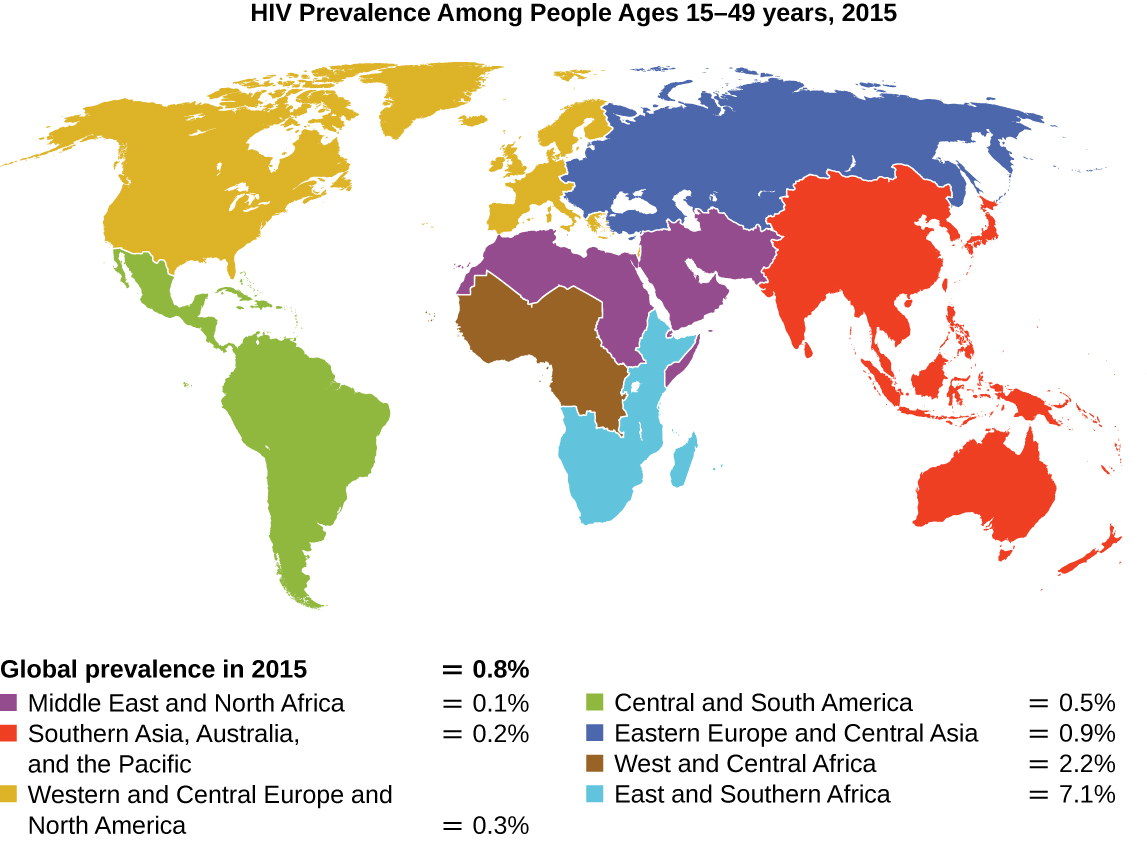 HIV Prevalence Among People Ages 15–49 years, 2015
Global prevalence in 2015 = 0.8%
Middle East and North Africa = 0.1%
Southern Asia, Australia, = 0.2%
and the Pacific
Western and Central Europe and
North America = 0.3%
Central and South America = 0.5%
Eastern Europe and Central Asia = 0.9%
West and Central Africa = 2.2%
East and Southern Africa = 7.1%